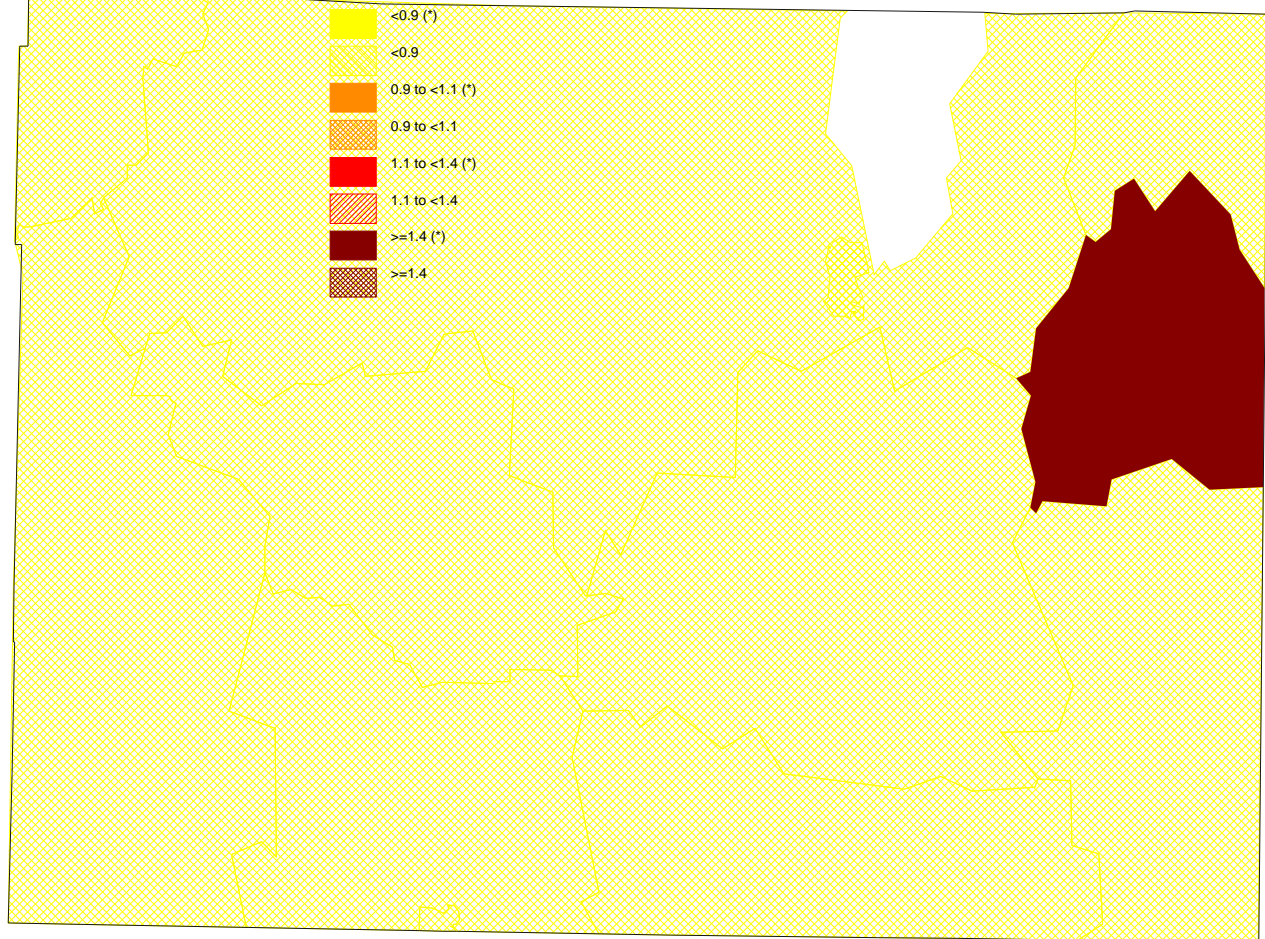 <0.9 (*)
<0.9
0.9 to <1.1 (*)
0.9 to <1.1
1.1 to <1.4 (*)
1.1 to <1.4
>=1.4 (*)
>=1.4